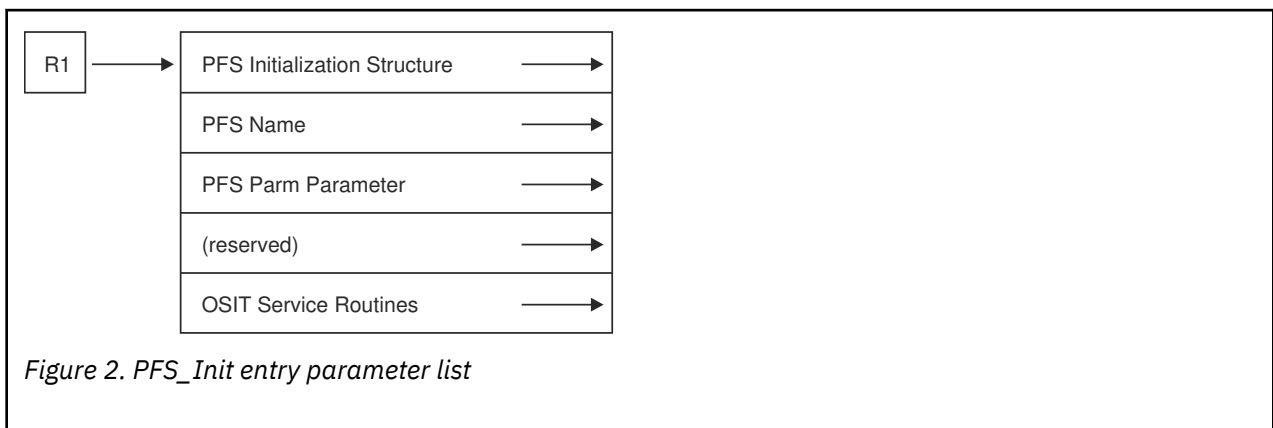 R1
PFS Initialization Structure
PFS Name
PFS Parm Parameter
(reserved)
OSIT Service Routines
Figure 2. PFS_Init entry parameter list